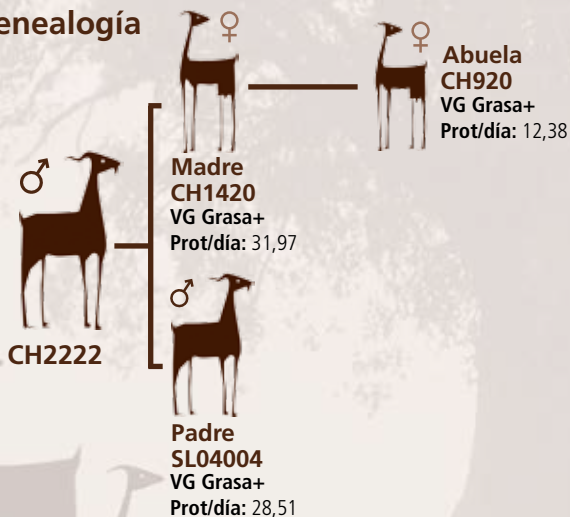 enealogía
Abuela
CH920
VG Grasa+
Prot/día: 12,38
Madre
CH1420
VG Grasa+
Prot/día: 31,97
CH2222
Padre
SL04004
VG Grasa+
Prot/día: 28,51